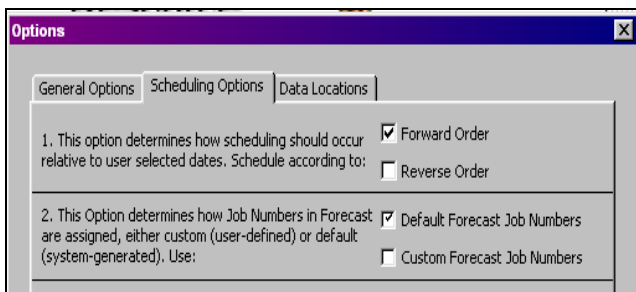 Options
General Options Scheduling Options Data Locations
1. This option determines how scheduling should occur
relative to user selected dates. Schedule according to:
Forward Order
Reverse Order
2. This Option determines how Job Numbers in Forecast
are assigned, either custom (user-defined) or default
(system-generated). Use:
Default Forecast Job Numbers
Custom Forecast Job Numbers